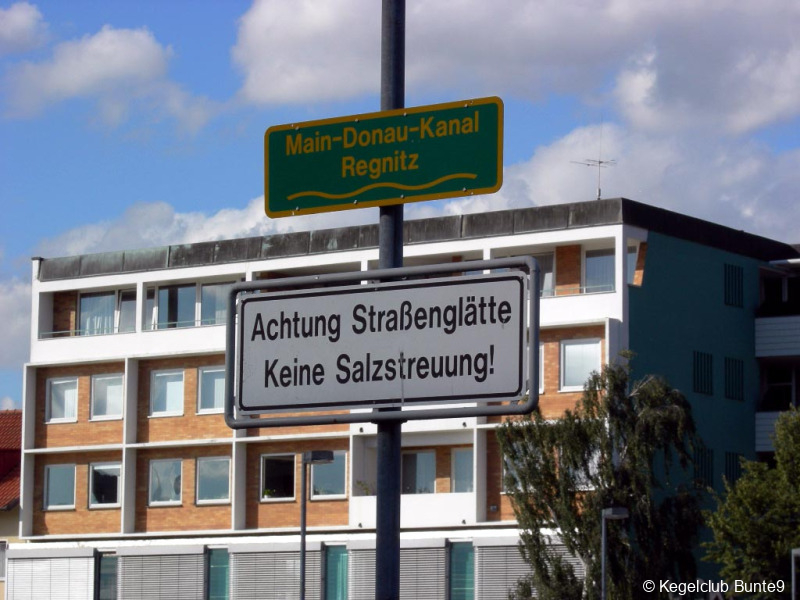 Main-Donau-Kanal
Regnitz
Achtung Straßenglätte
Keine Salzstreuung!
© Kegelclub Bunte9